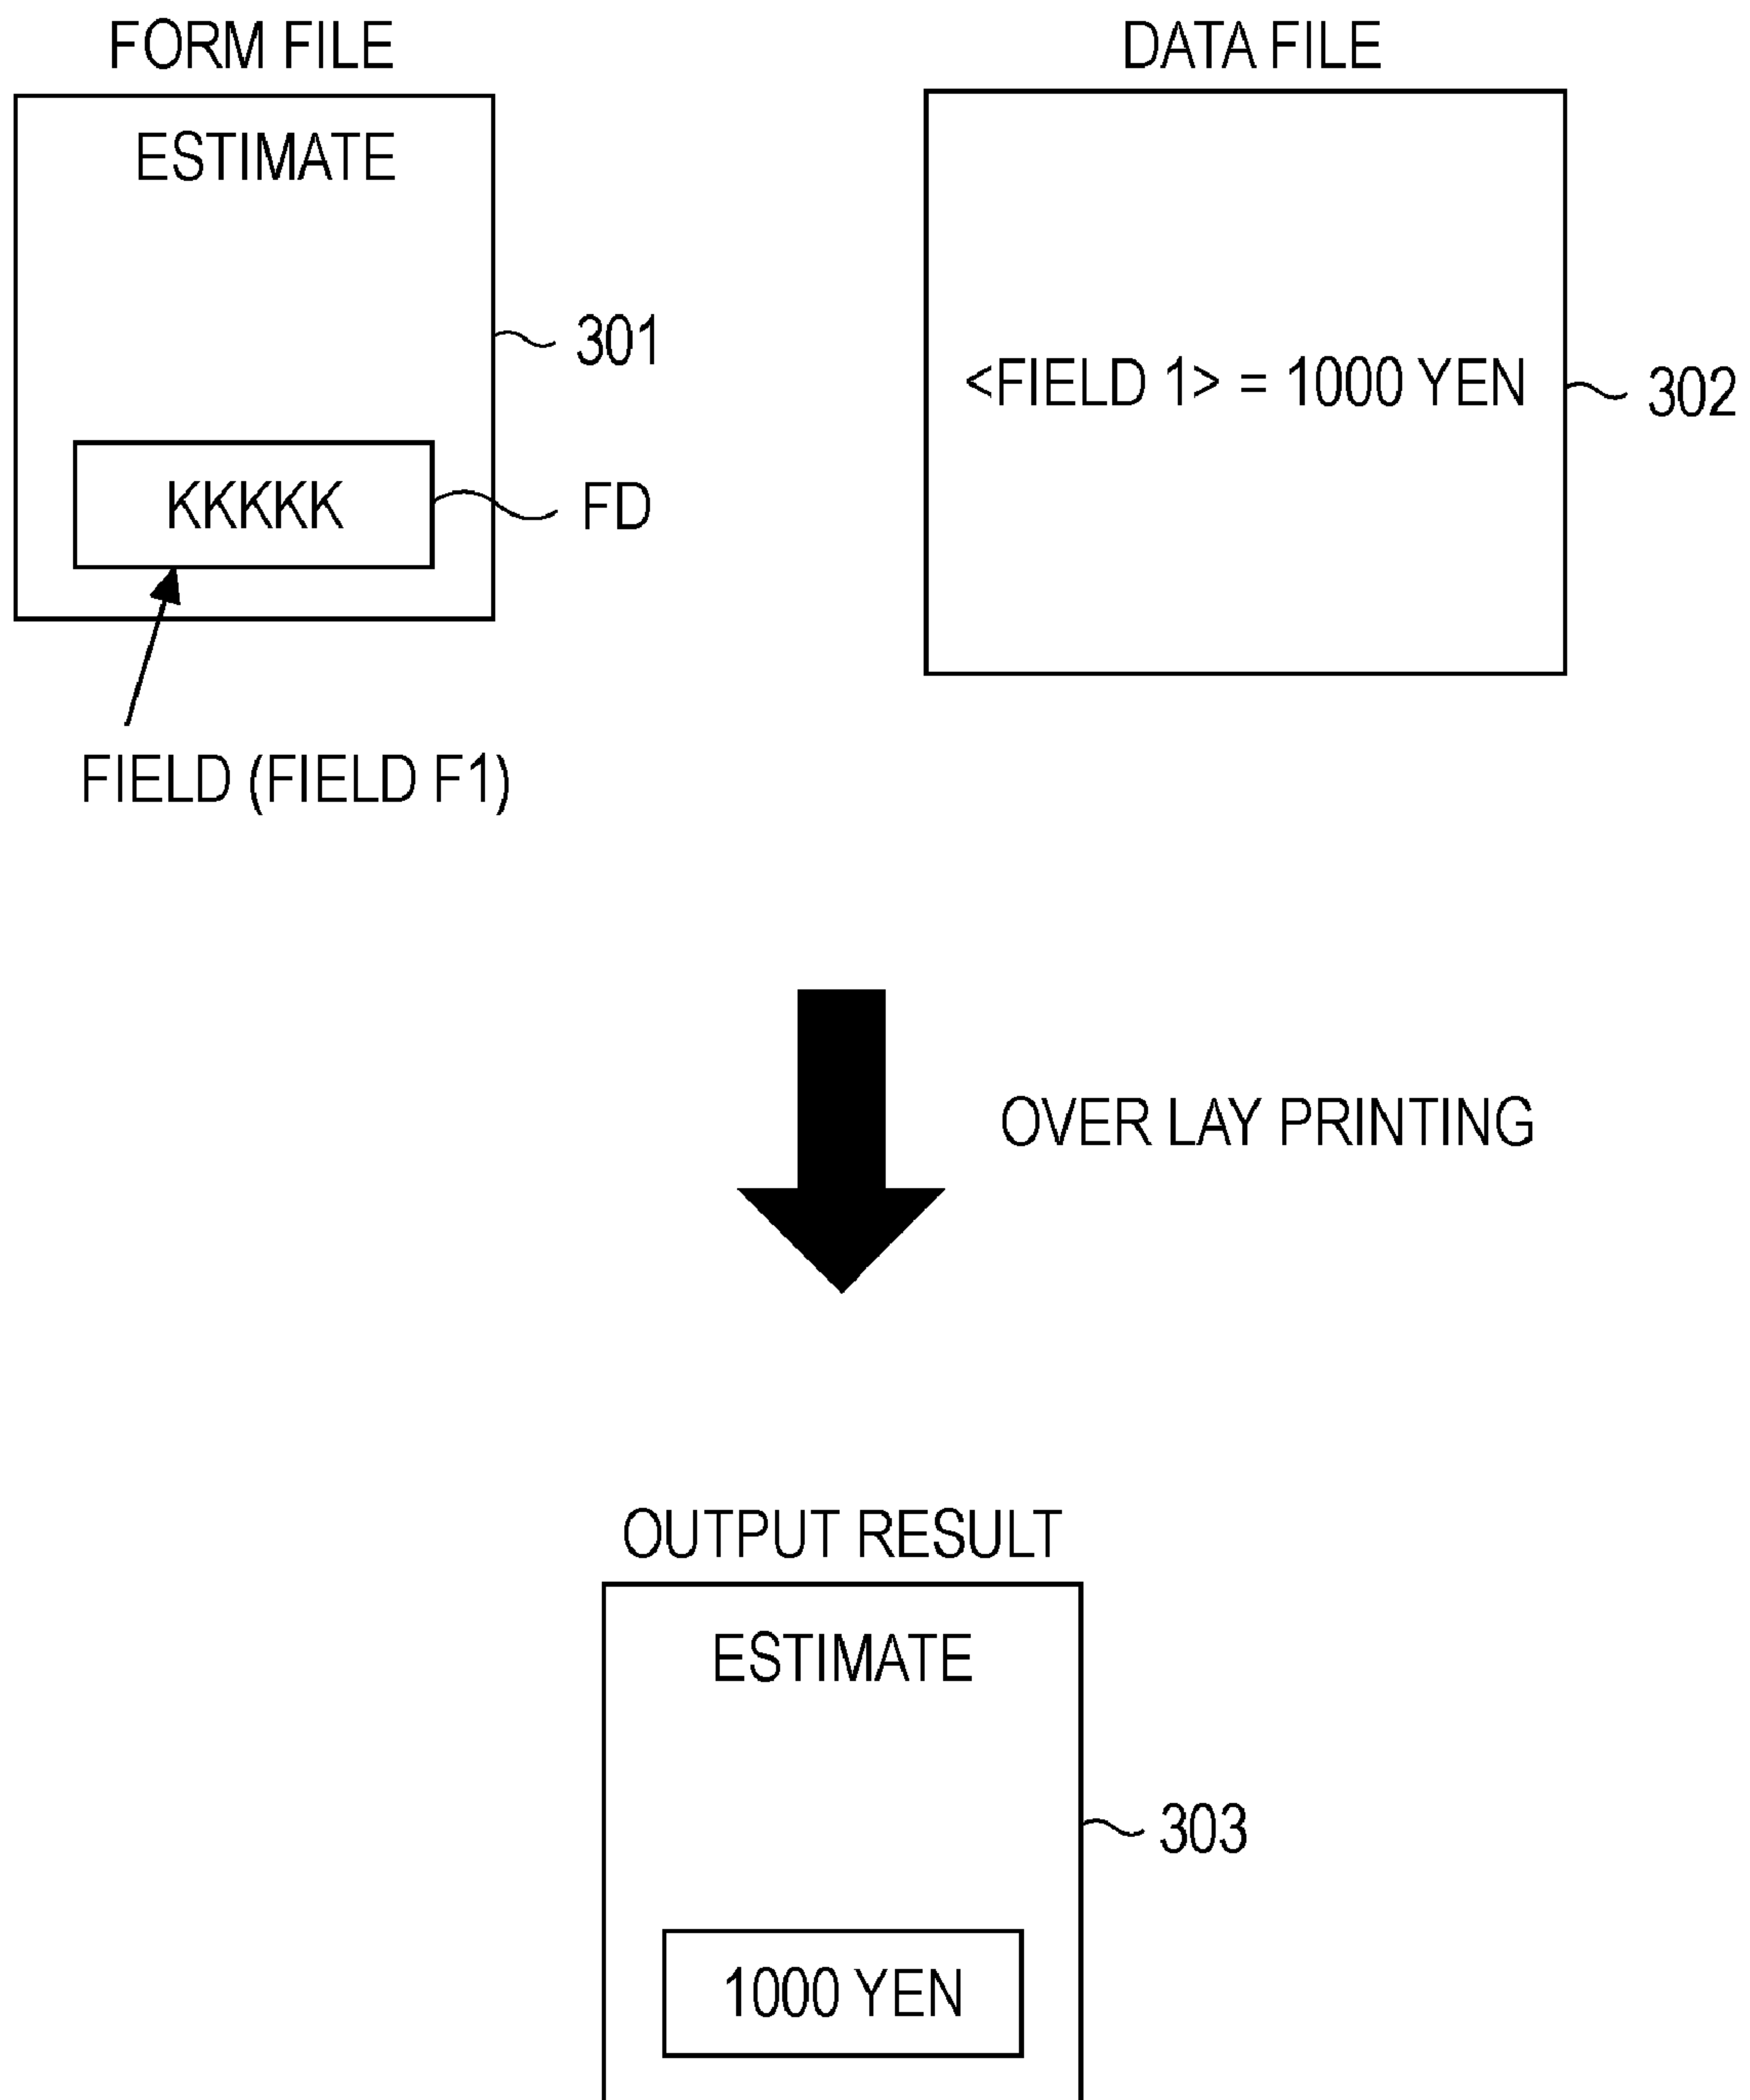 FORM FILE
ESTIMATE
301
KKKKK
FD
FIELD (FIELD F1)
DATA FILE
<FIELD 1> = 1000 YEN
302
OVER LAY PRINTING
OUTPUT RESULT
ESTIMATE
303
1000 YEN